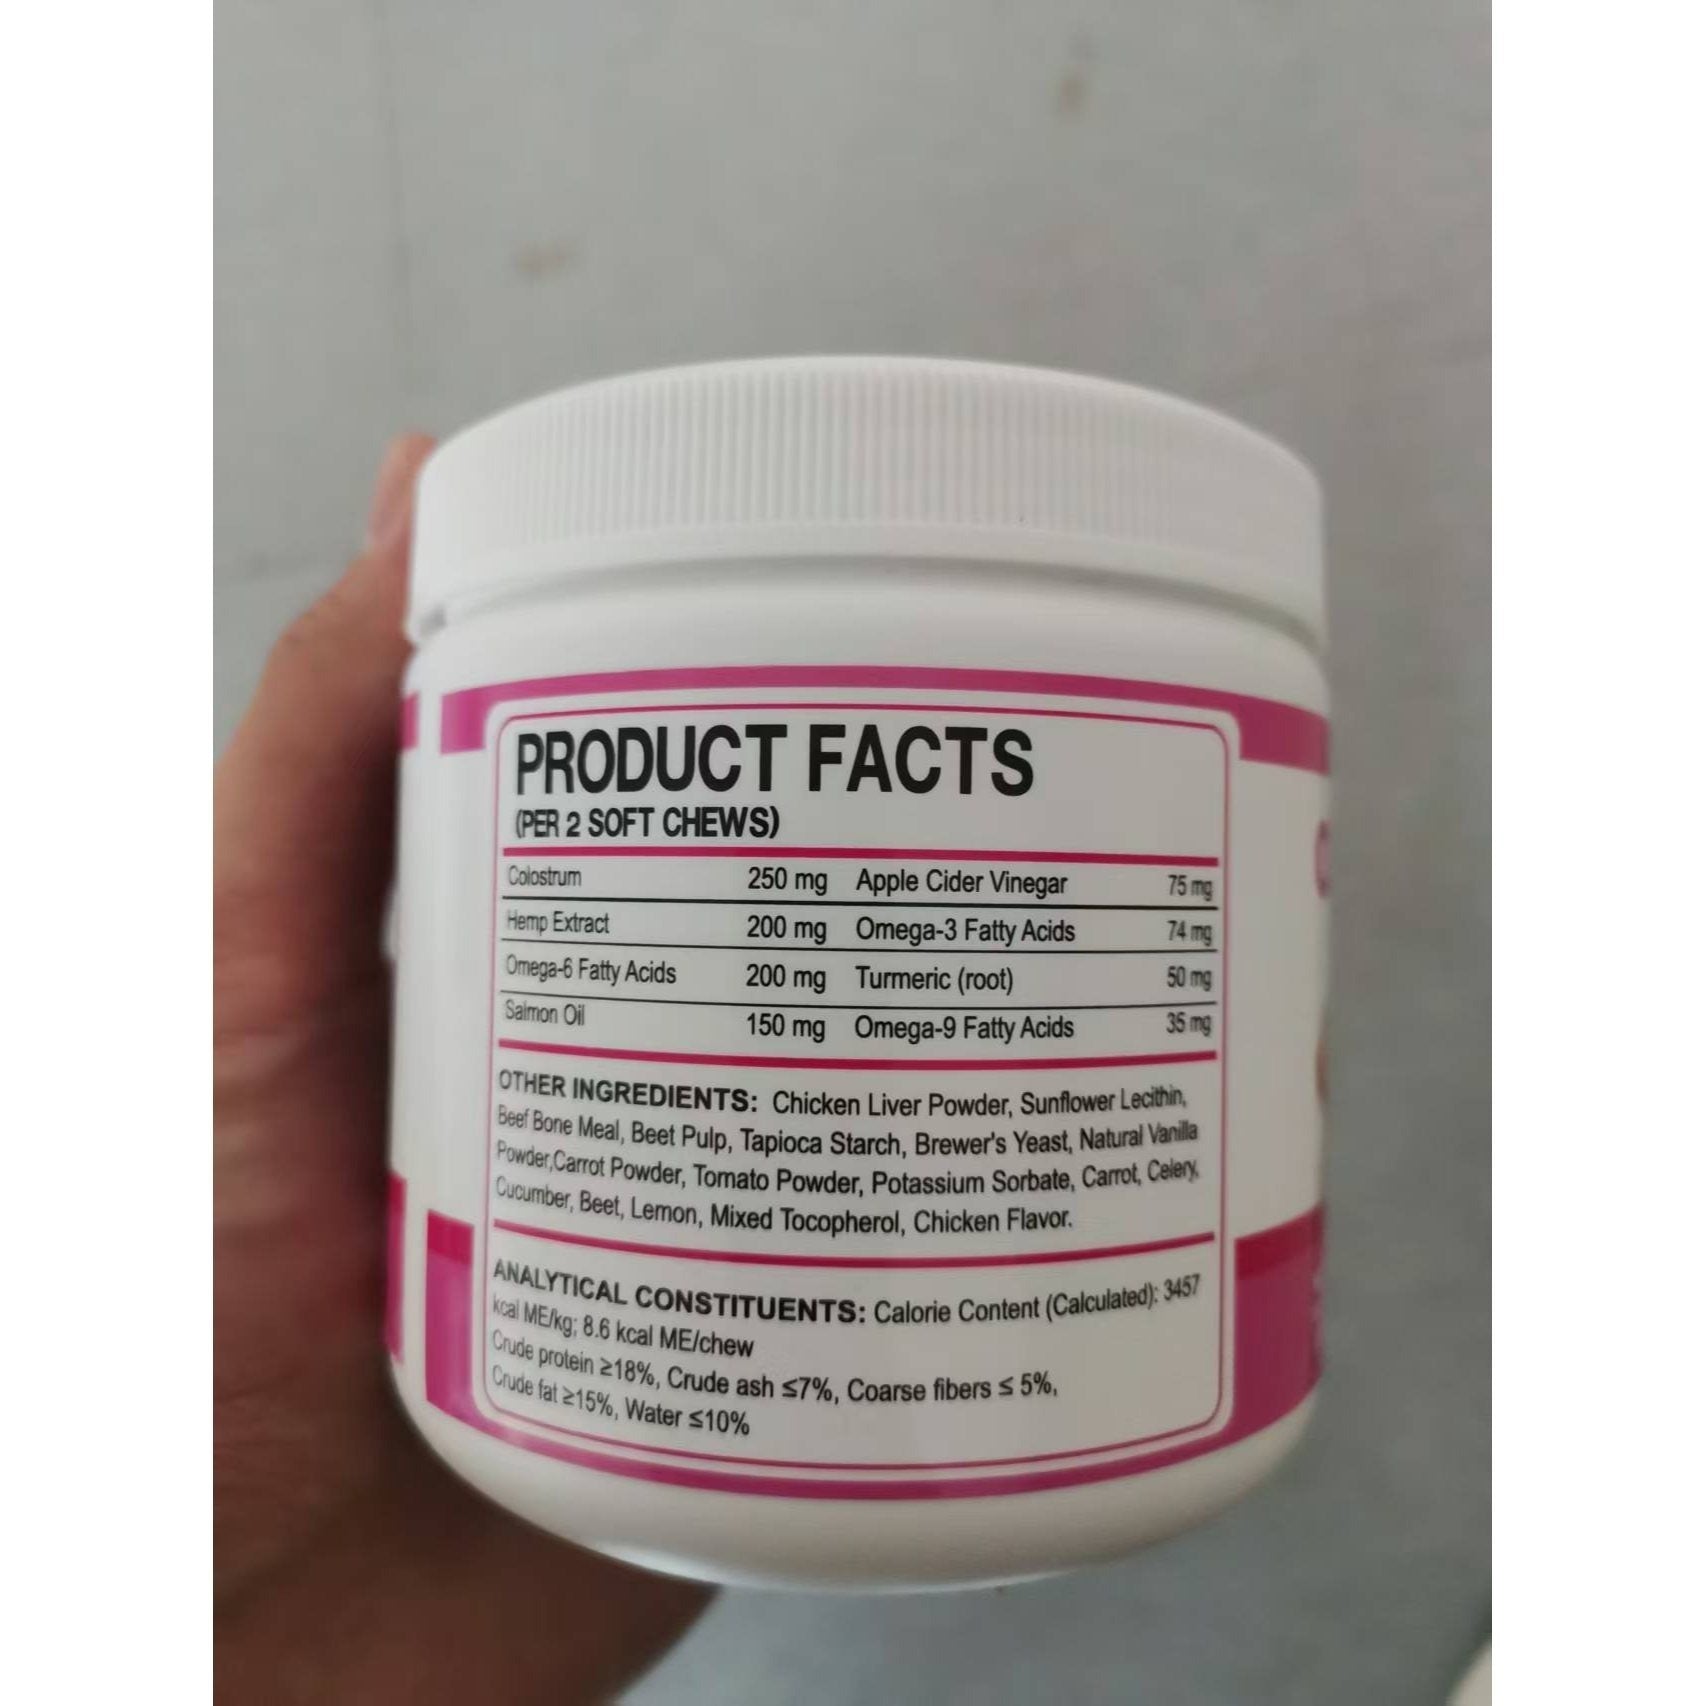 PRODUCT FACTS
(PER 2 SOFT CHEWS)
Colostrum 250 mg Apple Cider Vinegar 75 mg
Hemp Extract 200 mg Omega-3 Fatty Acids 74 mg
Omega-6 Fatty Acids 200 mg Turmeric (root) 50 mg
Salmon Oil 150 mg Omega-9 Fatty Acids 35 mg
OTHER INGREDIENTS: Chicken Liver Powder, Sunflower Lecithin,
Beef Bone Meal, Beet Pulp, Tapioca Starch, Brewer's Yeast, Natural Vanilla
Powder,Carrot Powder, Tomato Powder, Potassium Sorbate, Carrot, Celery,
Cucumber, Beet, Lemon, Mixed Tocopherol, Chicken Flavor.
ANALYTICAL CONSTITUENTS: Calorie Content (Calculated): 3457
kcal ME/kg; 8.6 kcal ME/chew
Crude protein ≥18%, Crude ash ≤7%, Coarse fibers ≤ 5%,
Crude fat ≥15%, Water ≤10%